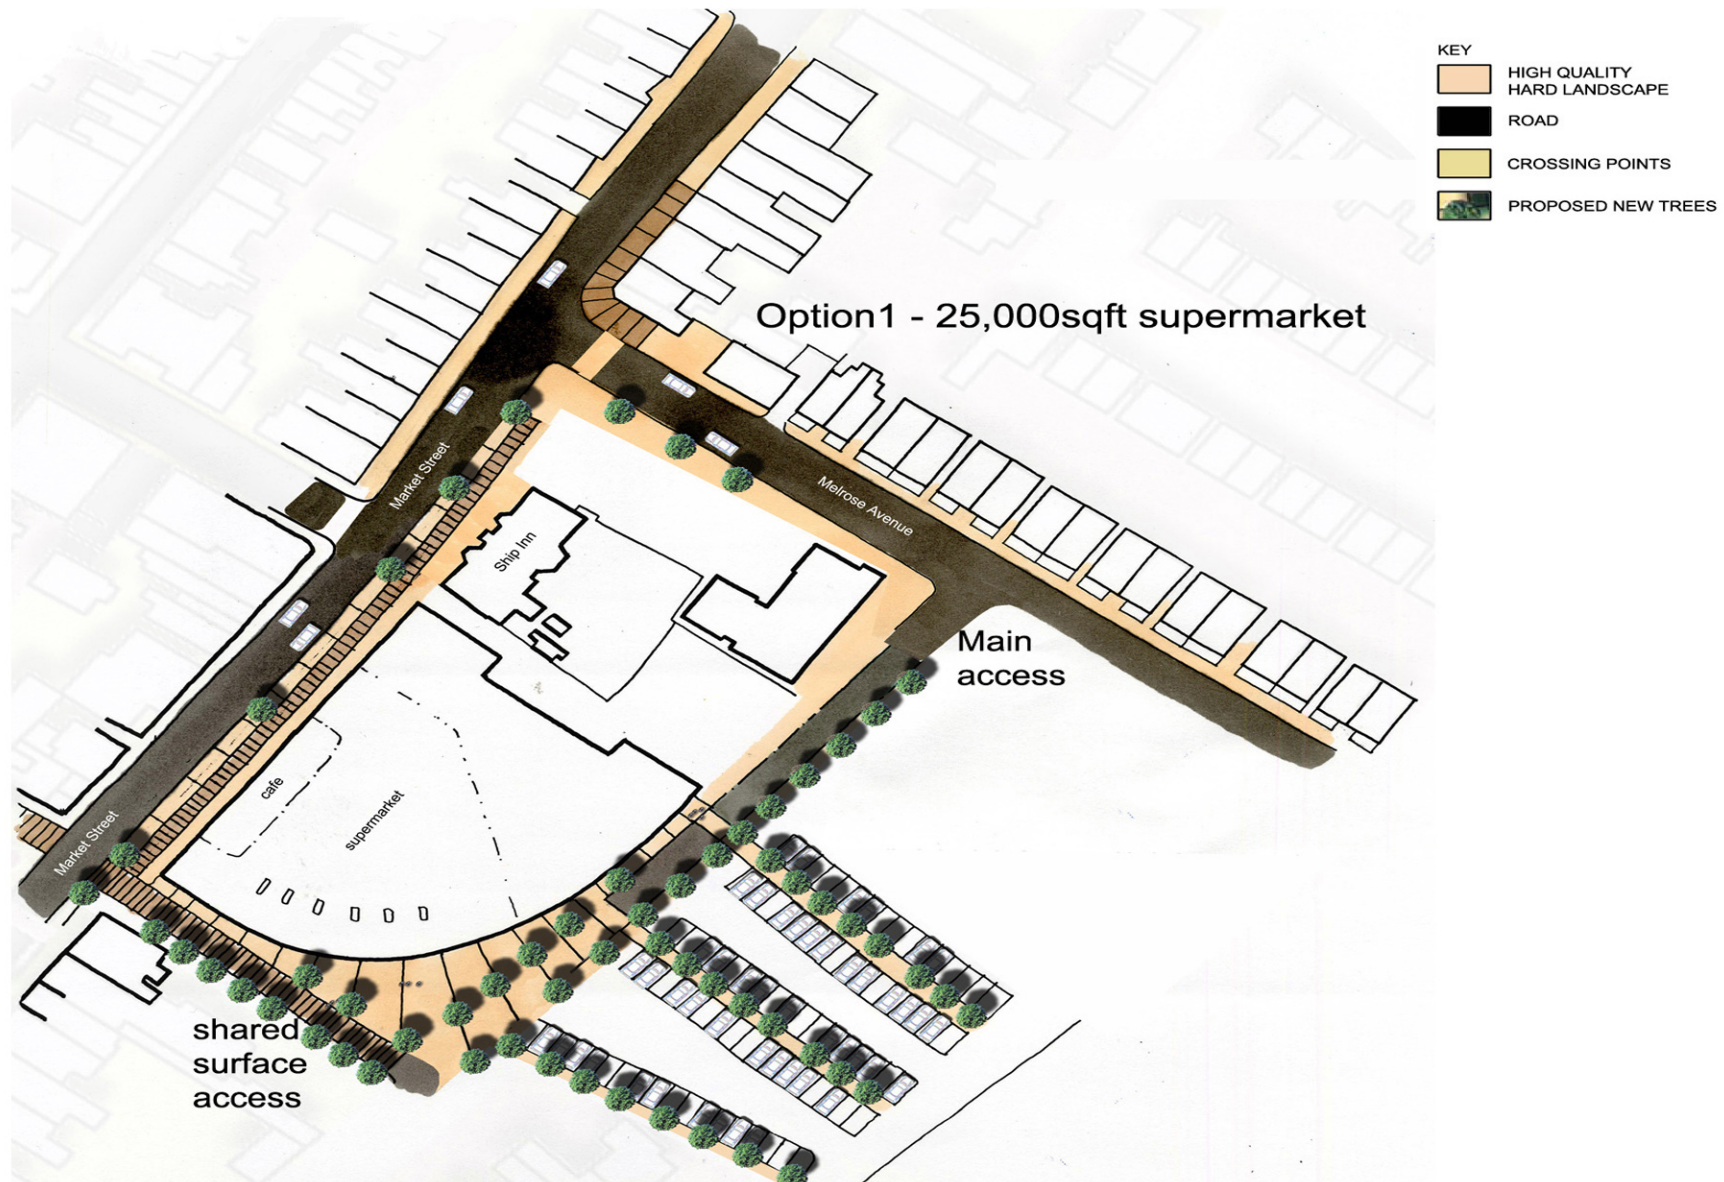 KEY
HIGH QUALITY
HARD LANDSCAPE
ROAD
CROSSING POINTS
PROPOSED NEW TREES
Option1 - 25,000sqft supermarket
Market Street
Melrose Avenue
Ship Inn
Main
access
cafe
supermarket
Market Street
shared
surface
access